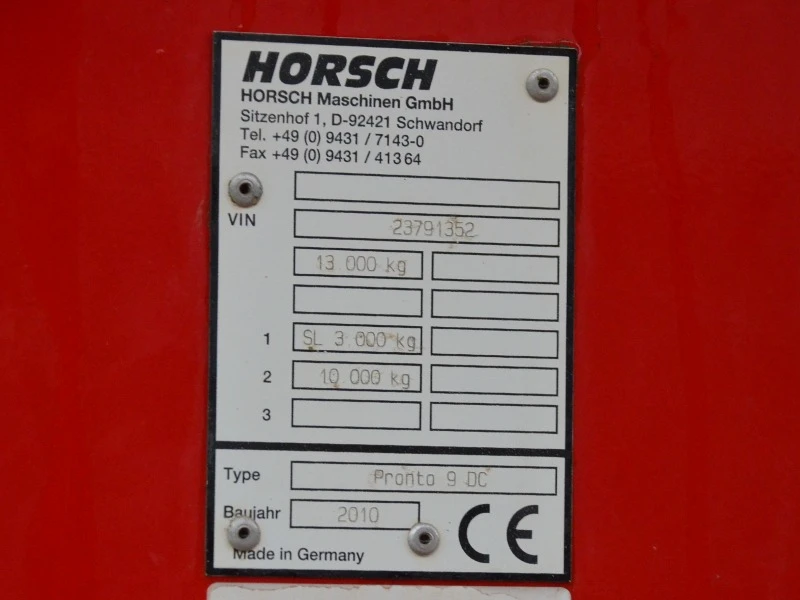 HORSCH
HORSCH Maschinen GmbH
Sitzenhof 1, D-92421 Schwandorf
Tel. +49 (0) 9431 / 7143-0
Fax +49 (0) 9431 / 41364
VIN 23791352
13 000 kg
1 SL 3 000 kg
2 10 000 kg
3
Type Pronto 9 DC
Baujahr 2010
Made in Germany CE